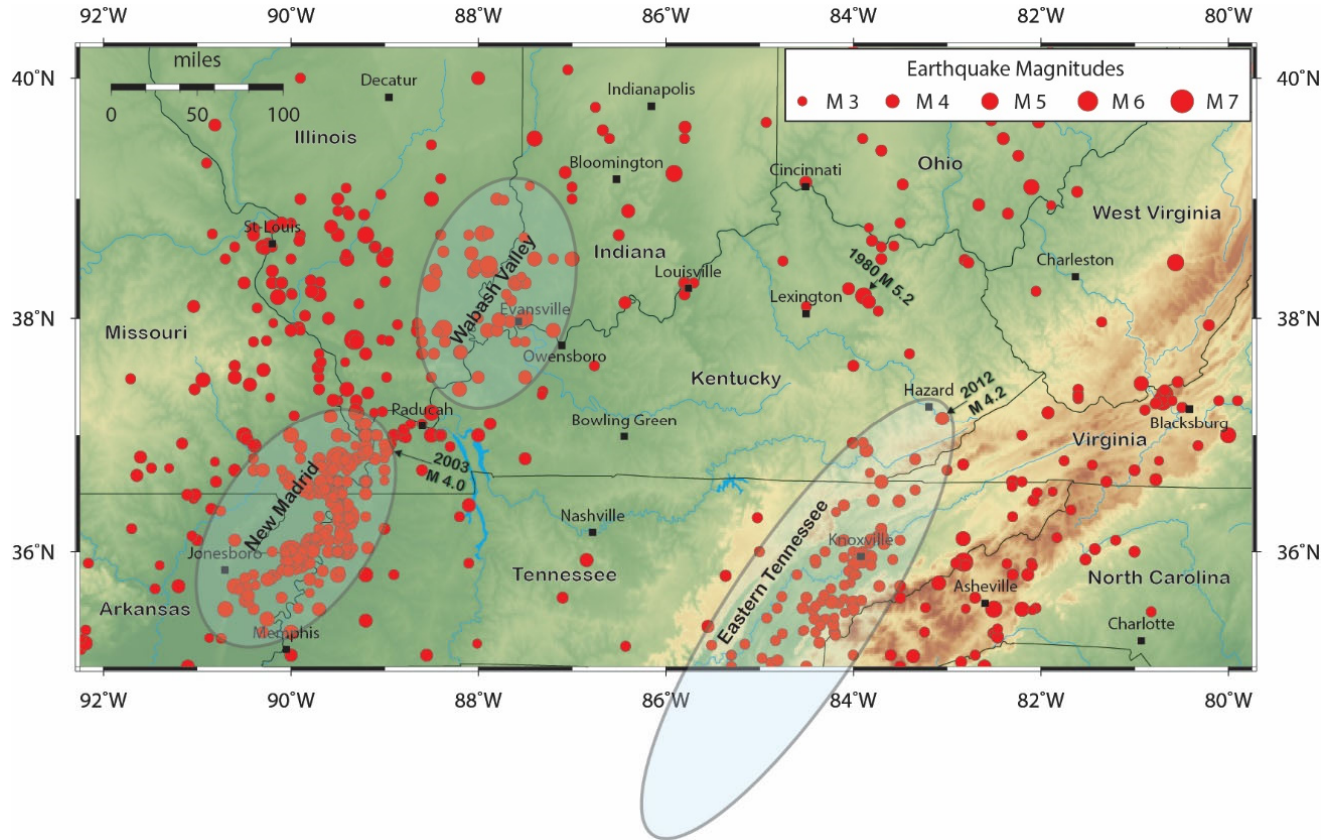 92˚W 90˚W 88˚W 86˚W 84˚W 82˚W 80˚W
40˚N
40˚N
miles
0 50 100
Earthquake Magnitudes
M 3 M 4 M 5 M 6 M 7
Decatur
Indianapolis
Illinois
Bloomington
Cincinnati
Ohio
West Virginia
St-Louis
Indiana
Wabash Valley
Louisville
Charleston
1980 M 5.2
Lexington
Evansville
38˚N
38˚N
Missouri
Owensboro
Kentucky
Hazard
2012
M 4.2
Paducah
Bowling Green
Blacksburg
Virginia
2003
M 4.0
New Madrid
Nashville
Knoxville
36˚N
36˚N
Jonesboro
Tennessee
Eastern Tennessee
Asheville
North Carolina
Arkansas
Memphis
Charlotte
92˚W 90˚W 88˚W 86˚W 84˚W 82˚W 80˚W